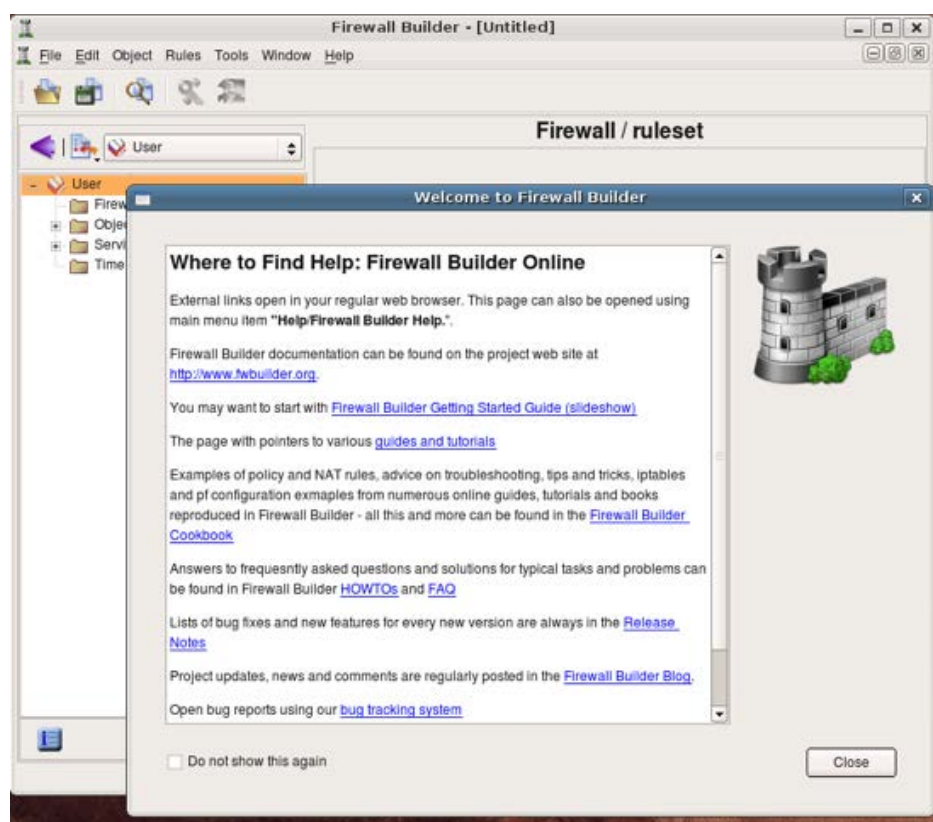 Firewall Builder - [Untitled]
File Edit Object Rules Tools Window Help
Firewall / ruleset
User
User
Firew
Obje
Servi
Time
Welcome to Firewall Builder
Where to Find Help: Firewall Builder Online
External links open in your regular web browser. This page can also be opened using
main menu item "Help/Firewall Builder Help.".
Firewall Builder documentation can be found on the project web site at
http://www.fwbuilder.org.
You may want to start with Firewall Builder Getting Started Guide (slideshow)
The page with pointers to various guides and tutorials
Examples of policy and NAT rules, advice on troubleshooting, tips and tricks, iptables
and pf configuration exmaples from numerous online guides, tutorials and books
reproduced in Firewall Builder - all this and more can be found in the Firewall Builder
Cookbook
Answers to frequesntly asked questions and solutions for typical tasks and problems can
be found in Firewall Builder HOWTOs and FAQ
Lists of bug fixes and new features for every new version are always in the Release
Notes
Project updates, news and comments are regularly posted in the Firewall Builder Blog.
Open bug reports using our bug tracking system
Do not show this again
Close